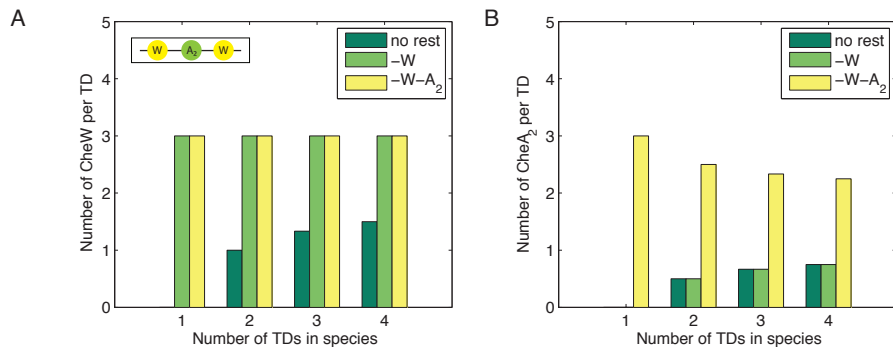 A
W A₂ W
no rest
–W
–W–A₂
Number of CheW per TD
5
4
3
2
1
0
1 2 3 4
Number of TDs in species
B
no rest
–W
–W–A₂
Number of CheA₂ per TD
5
4
3
2
1
0
1 2 3 4
Number of TDs in species